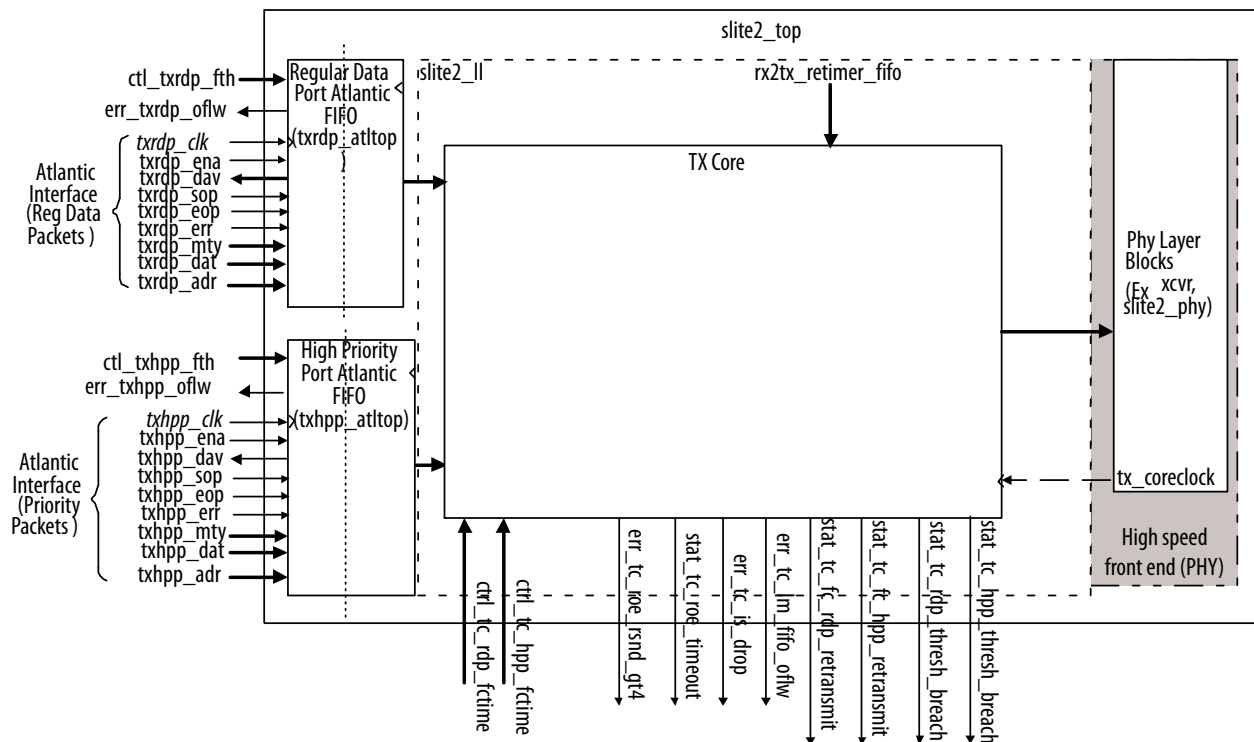 slite2_top
ctl_txrdp_fth
err_txrdp_oflw
Atlantic
Interface
(Reg Data
Packets )
txrdp_clk
txrdp_ena
txrdp_dav
txrdp_sop
txrdp_eop
txrdp_err
txrdp_mty
txrdp_dat
txrdp_adr
Regular Data
Port Atlantic
FIFO
(txrdp_atltop
)
slite2_ll
rx2tx_retimer_fifo
TX Core
Phy Layer
Blocks
(Ex xcvr,
slite2_phy)
ctl_txhpp_fth
err_txhpp_oflw
Atlantic
Interface
(Priority
Packets )
txhpp_clk
txhpp_ena
txhpp_dav
txhpp_sop
txhpp_eop
txhpp_err
txhpp_mty
txhpp_dat
txhpp_adr
High Priority
Port Atlantic
FIFO
(txhpp_atltop)
tx_coreclock
High speed
front end (PHY)
ctrl_tc_rdp_fctime
ctrl_tc_hpp_fctime
err_tc_roe_rsnd_gt4
stat_tc_roe_timeout
err_tc_is_drop
err_tc_lm_fifo_oflw
stat_tc_fc_rdp_retransmit
stat_tc_ft_hpp_retransmit
stat_tc_rdp_thresh_breach
stat_tc_hpp_thresh_breach